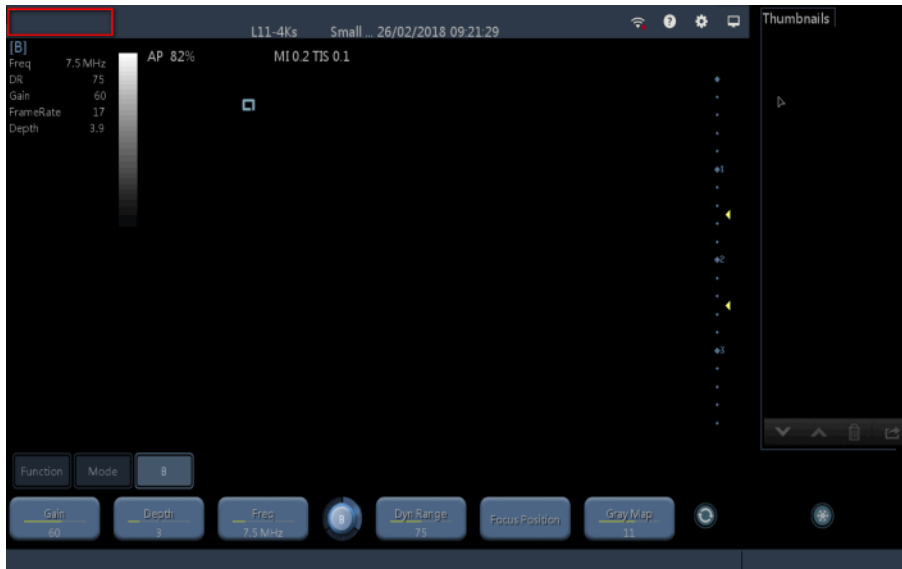 L11-4Ks Small ... 26/02/2018 09:21:29
Thumbnails
[B]
Freq 7.5 MHz
DR 75
Gain 60
FrameRate 17
Depth 3.9
AP 82% MI 0.2 TIS 0.1
1
2
3
Function Mode B
Gain Depth Freq B Dyn Range Focus Position Gray Map
60 3 7.5 MHz 75 11